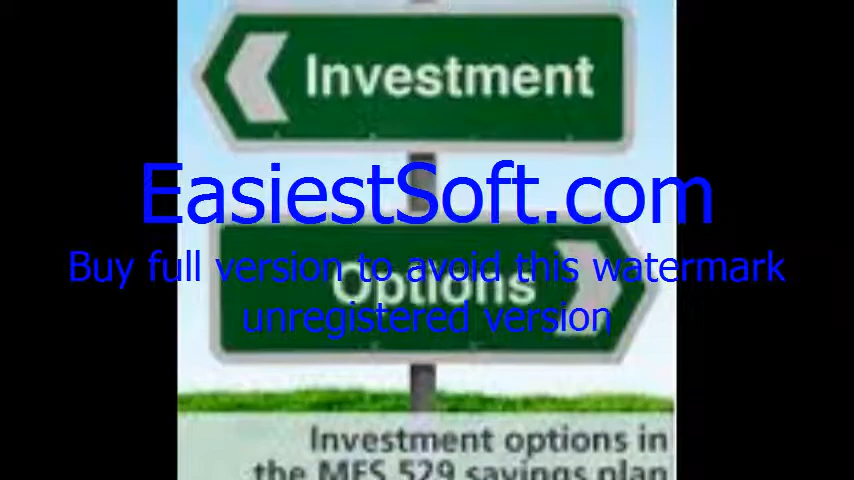 Investment
EasiestSoft.com
Buy full version to avoid this watermark
Options
unregistered version
Investment options in
the MFS 529 savings plan